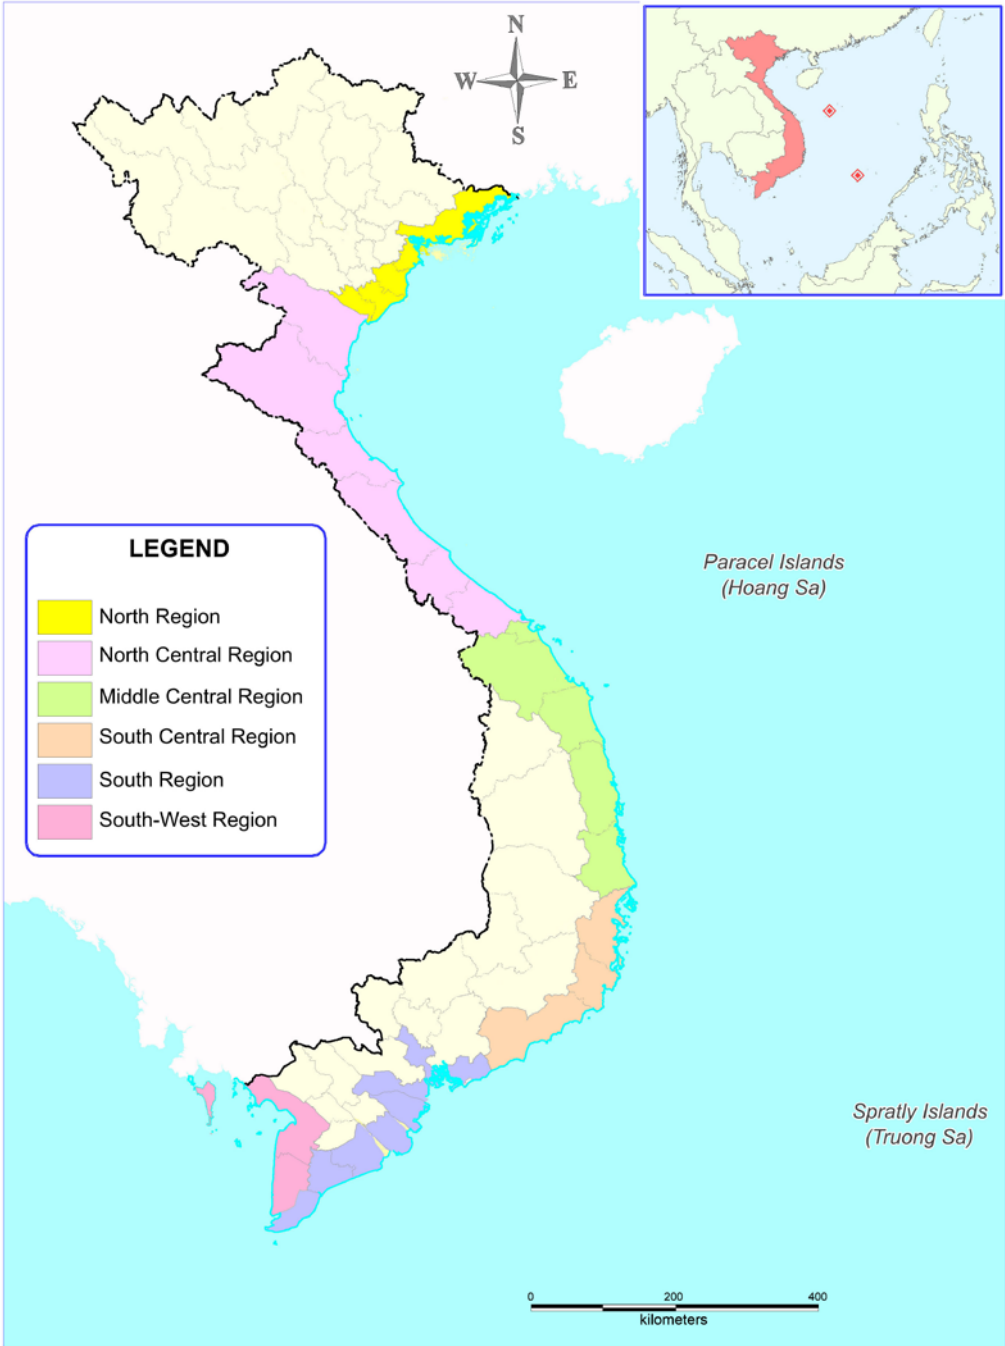 N
W E
S
Paracel Islands
(Hoang Sa)
LEGEND
North Region
North Central Region
Middle Central Region
South Central Region
South Region
South-West Region
Spratly Islands
(Truong Sa)
0 200 400
kilometers